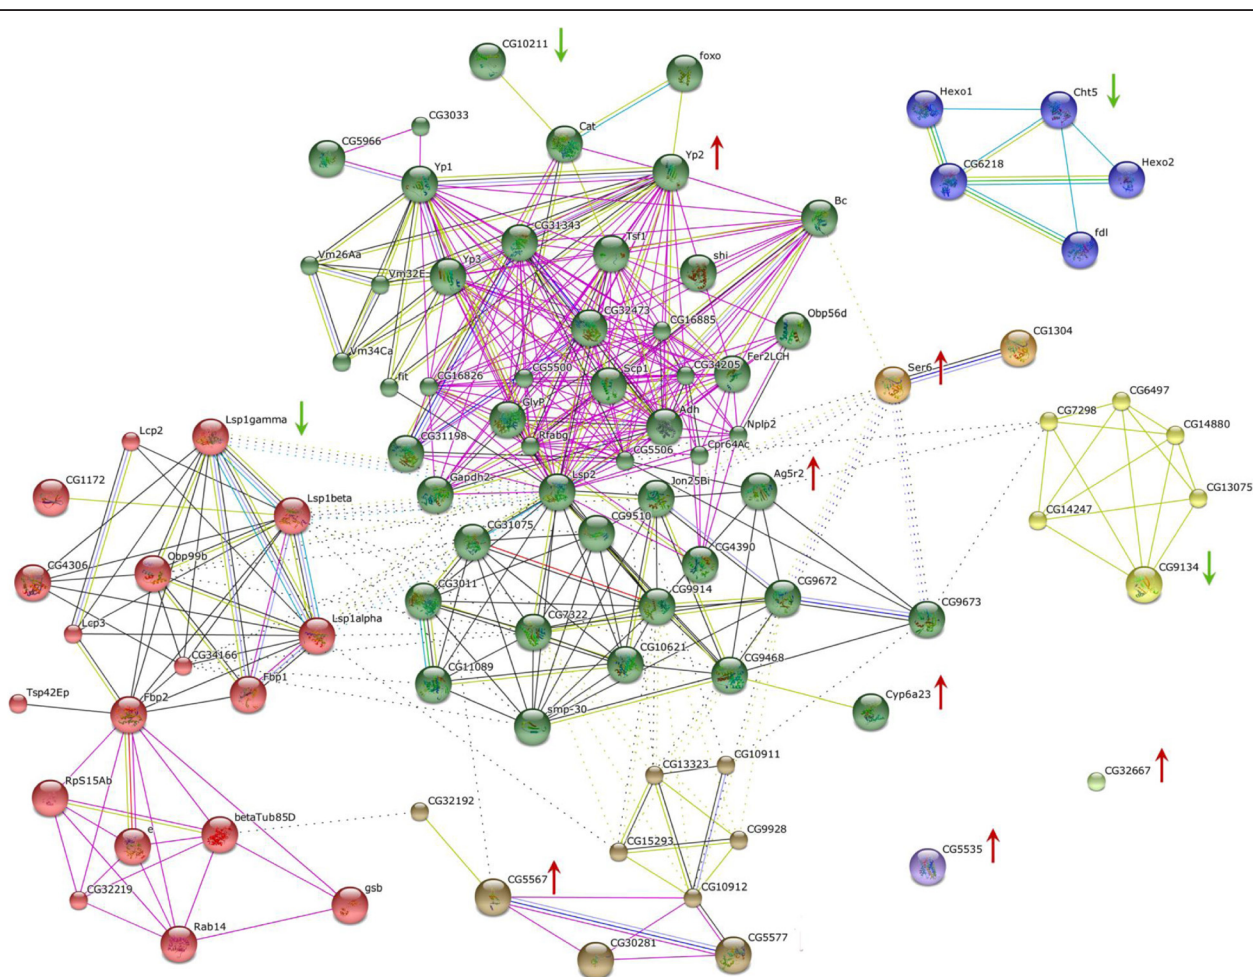 CG10211
foxo
Hexo1
Cht5
CG3033
Cat
CG5966
Yp1
Yp2
CG6218
Hexo2
Bc
CG31343
Tsf1
fdl
Vm26Aa
Vm32E
Yp3
shi
CG32473
CG16885
Obp56d
CG1304
Vm34Ca
Fer2LCH
Ser6
fit
CG16826
CG5500
Scp1
CG34205
CG6497
Lsp1gamma
Lcp2
GlyP
Adh
Nplp2
CG7298
CG14880
CG31198
Rfabg
CG5506
Cpr64Ac
CG1172
Lsp1beta
Gapdh2
Lsp2
Jon25Bi
Ag5r2
CG13075
CG14247
CG31075
CG9510
Obp99b
CG4306
CG3011
CG4390
CG9134
CG9914
CG9672
CG9673
Lcp3
Lsp1alpha
CG7322
CG34166
CG11089
CG10621
CG9468
Tsp42Ep
Fbp2
Fbp1
smp-30
Cyp6a23
CG13323
CG10911
CG32667
RpS15Ab
betaTub85D
CG32192
e
CG15293
CG9928
CG5535
CG32219
gsb
CG5567
CG10912
Rab14
CG30281
CG5577